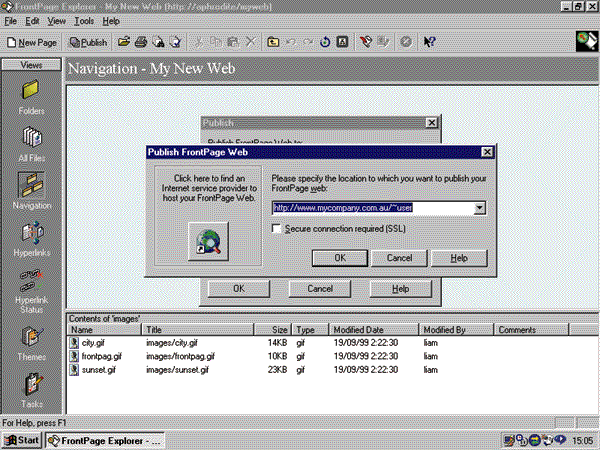 FrontPage Explorer - My New Web (http://aphrodite/myweb)
File Edit View Tools Help
New Page Publish
Views
Navigation - My New Web
Folders
All Files
Navigation
Hyperlinks
Hyperlink
Status
Themes
Tasks
Publish
Publish FrontPage Web to:
Publish FrontPage Web
Click here to find an
Internet service provider to
host your FrontPage Web.
Please specify the location to which you want to publish your
FrontPage web:
http://www.mycompany.com.au/~user
Secure connection required (SSL)
OK Cancel Help
OK Cancel Help
Contents of 'images'
Name Title Size Type Modified Date Modified By Comments
city.gif images/city.gif 14KB gif 19/09/99 2:22:30 liam
frontpag.gif images/frontpag.gif 10KB gif 19/09/99 2:22:30 liam
sunset.gif images/sunset.gif 23KB gif 19/09/99 2:22:30 liam
For Help, press F1
Start FrontPage Explorer - ... 15:05